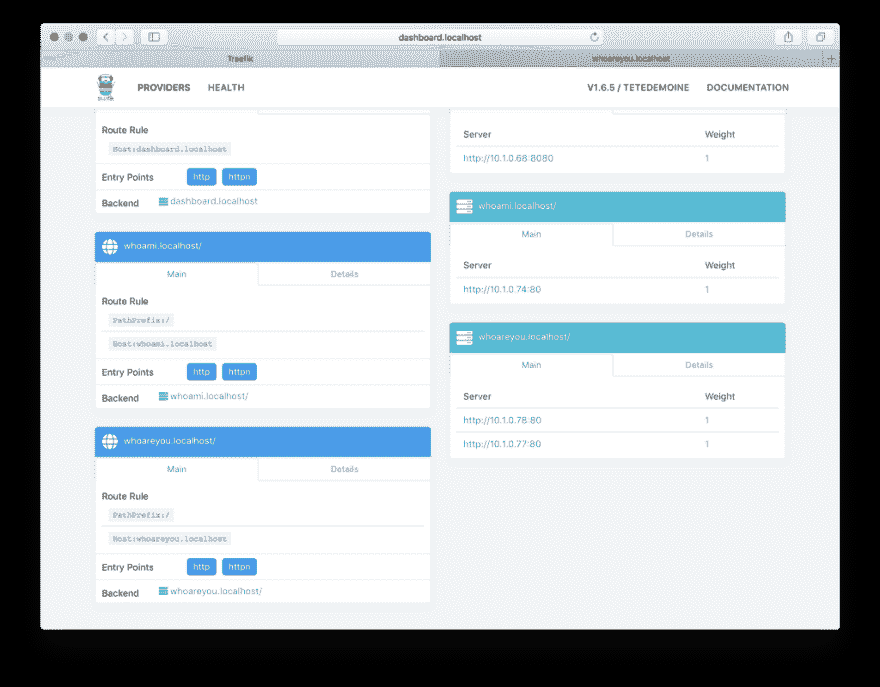 dashboard.localhost
Traefik
whoareyou.localhost
PROVIDERS
HEALTH
V1.6.5 / TETEDEMOINE
DOCUMENTATION
Route Rule
Host:dashboard.localhost
Entry Points
http
httpn
Backend
dashboard.localhost
whoami.localhost/
Main
Details
Route Rule
PathPrefix:/
Host:whoami.localhost
Entry Points
http
httpn
Backend
whoami.localhost/
whoareyou.localhost/
Main
Details
Route Rule
PathPrefix:/
Host:whoareyou.localhost
Entry Points
http
httpn
Backend
whoareyou.localhost/
Server
Weight
http://10.1.0.68:8080
1
whoami.localhost/
Main
Details
Server
Weight
http://10.1.0.74:80
1
whoareyou.localhost/
Main
Details
Server
Weight
http://10.1.0.78:80
1
http://10.1.0.77:80
1